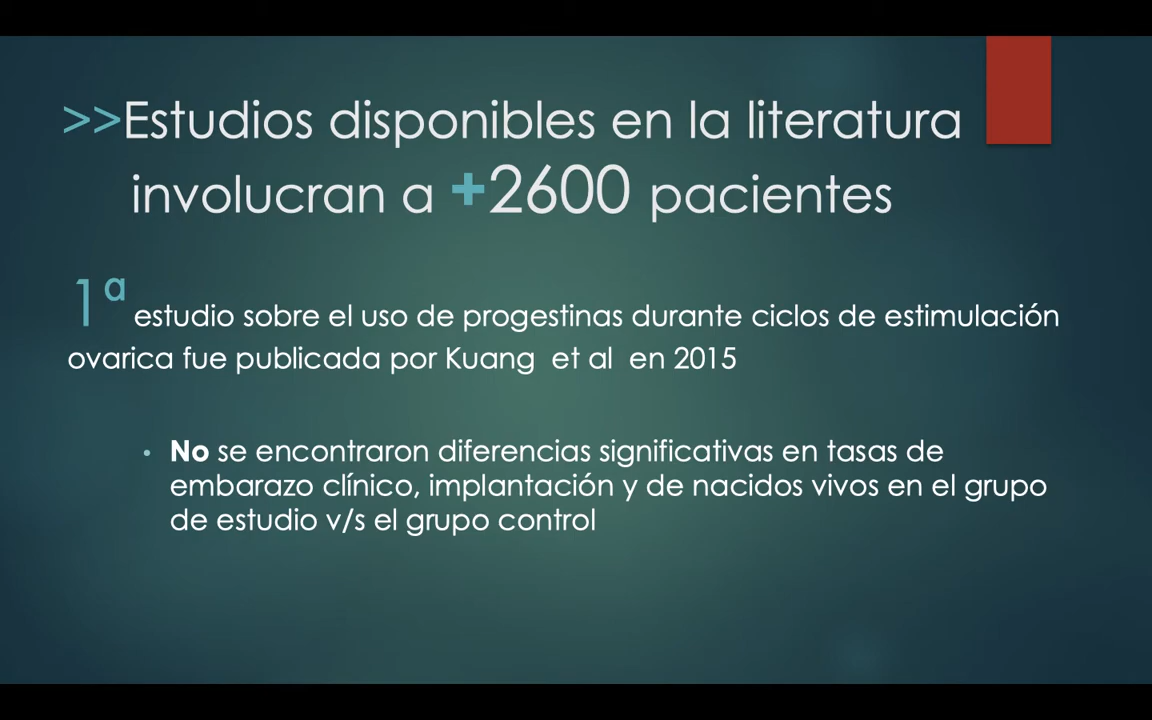 >>Estudios disponibles en la literatura
involucran a +2600 pacientes
1ª estudio sobre el uso de progestinas durante ciclos de estimulación
ovarica fue publicada por Kuang et al en 2015
• No se encontraron diferencias significativas en tasas de
embarazo clínico, implantación y de nacidos vivos en el grupo
de estudio v/s el grupo control